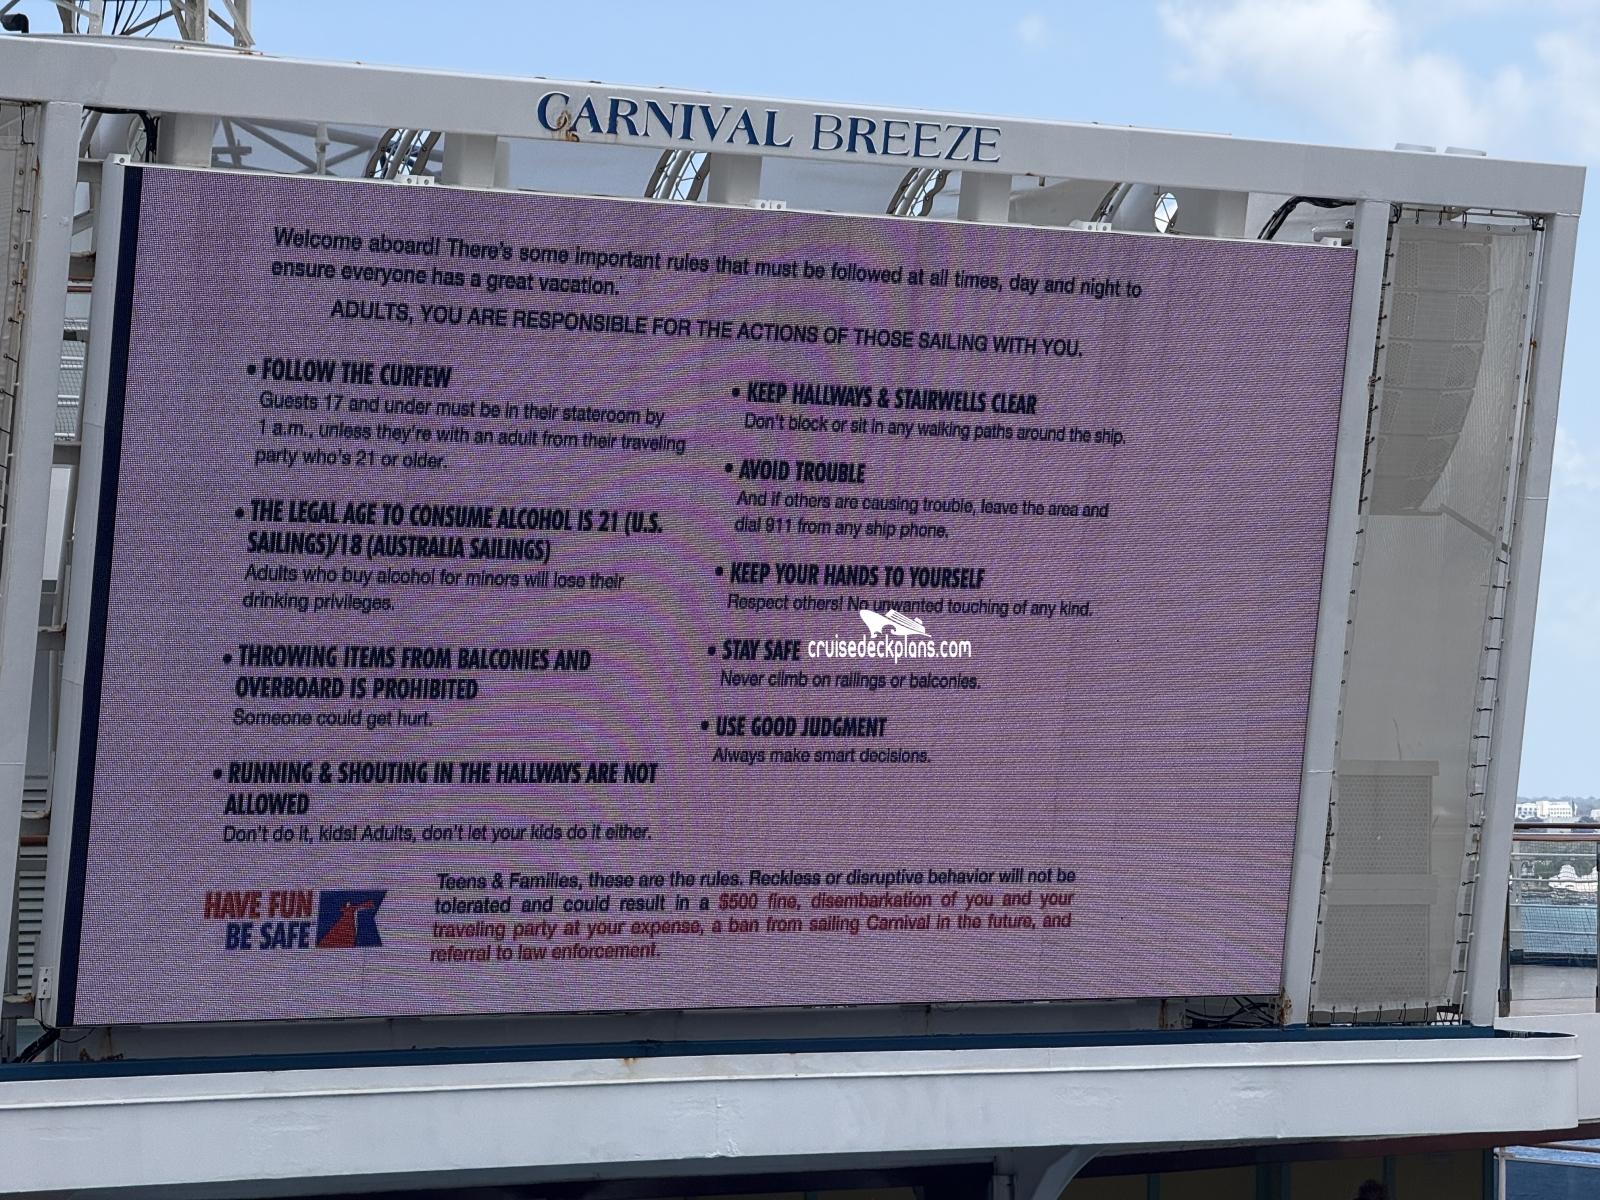 CARNIVAL BREEZE
Welcome aboard! There's some important rules that must be followed at all times, day and night to
ensure everyone has a great vacation.
ADULTS, YOU ARE RESPONSIBLE FOR THE ACTIONS OF THOSE SAILING WITH YOU.
• FOLLOW THE CURFEW
Guests 17 and under must be in their stateroom by
1 a.m., unless they're with an adult from their traveling
party who's 21 or older.
• THE LEGAL AGE TO CONSUME ALCOHOL IS 21 (U.S.
SAILINGS)/18 (AUSTRALIA SAILINGS)
Adults who buy alcohol for minors will lose their
drinking privileges.
• THROWING ITEMS FROM BALCONIES AND
OVERBOARD IS PROHIBITED
Someone could get hurt.
• RUNNING & SHOUTING IN THE HALLWAYS ARE NOT
ALLOWED
Don't do it, kids! Adults, don't let your kids do it either.
• KEEP HALLWAYS & STAIRWELLS CLEAR
Don't block or sit in any walking paths around the ship.
• AVOID TROUBLE
And if others are causing trouble, leave the area and
dial 911 from any ship phone.
• KEEP YOUR HANDS TO YOURSELF
Respect others! No unwanted touching of any kind.
• STAY SAFE
Never climb on railings or balconies.
• USE GOOD JUDGMENT
Always make smart decisions.
cruisedeckplans.com
HAVE FUN
BE SAFE
Teens & Families, these are the rules. Reckless or disruptive behavior will not be
tolerated and could result in a $500 fine, disembarkation of you and your
traveling party at your expense, a ban from sailing Carnival in the future, and
referral to law enforcement.